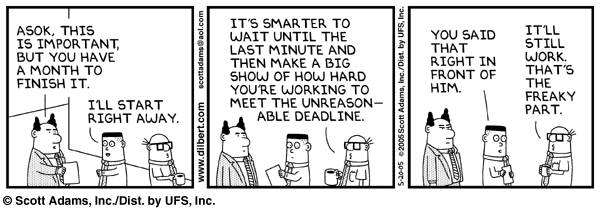 ASOK, THIS
IS IMPORTANT,
BUT YOU HAVE
A MONTH TO
FINISH IT.
I'LL START
RIGHT AWAY.
www.dilbert.com
scottadams@aol.com
IT'S SMARTER TO
WAIT UNTIL THE
LAST MINUTE AND
THEN MAKE A BIG
SHOW OF HOW HARD
YOU'RE WORKING TO
MEET THE UNREASON-
ABLE DEADLINE.
5-20-05 ©2005 Scott Adams, Inc./Dist. by UFS, Inc.
YOU SAID
THAT
RIGHT IN
FRONT OF
HIM.
IT'LL
STILL
WORK.
THAT'S
THE
FREAKY
PART.
© Scott Adams, Inc./Dist. by UFS, Inc.